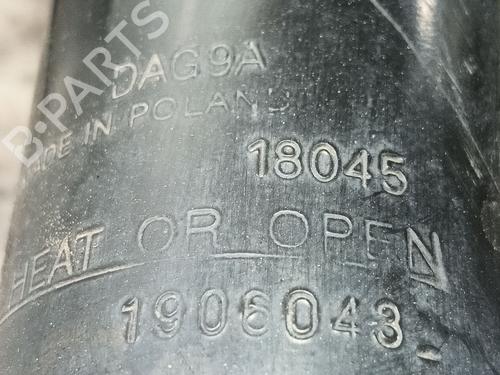 B-PARTS
DAG9A
MADE IN POLAND
18045
HEAT OR OPEN
1906043